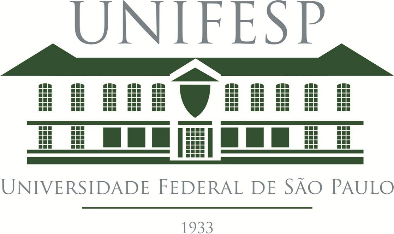 UNIFESP
UNIVERSIDADE FEDERAL DE SÃO PAULO
1933